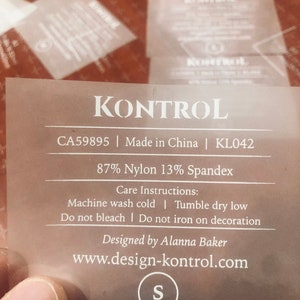 KONTROL
CA59895 | Made in China | KL042
87% Nylon 13% Spandex
Care Instructions:
Machine wash cold | Tumble dry low
Do not bleach | Do not iron on decoration
Designed by Alanna Baker
www.design-kontrol.com
S
KONTROL